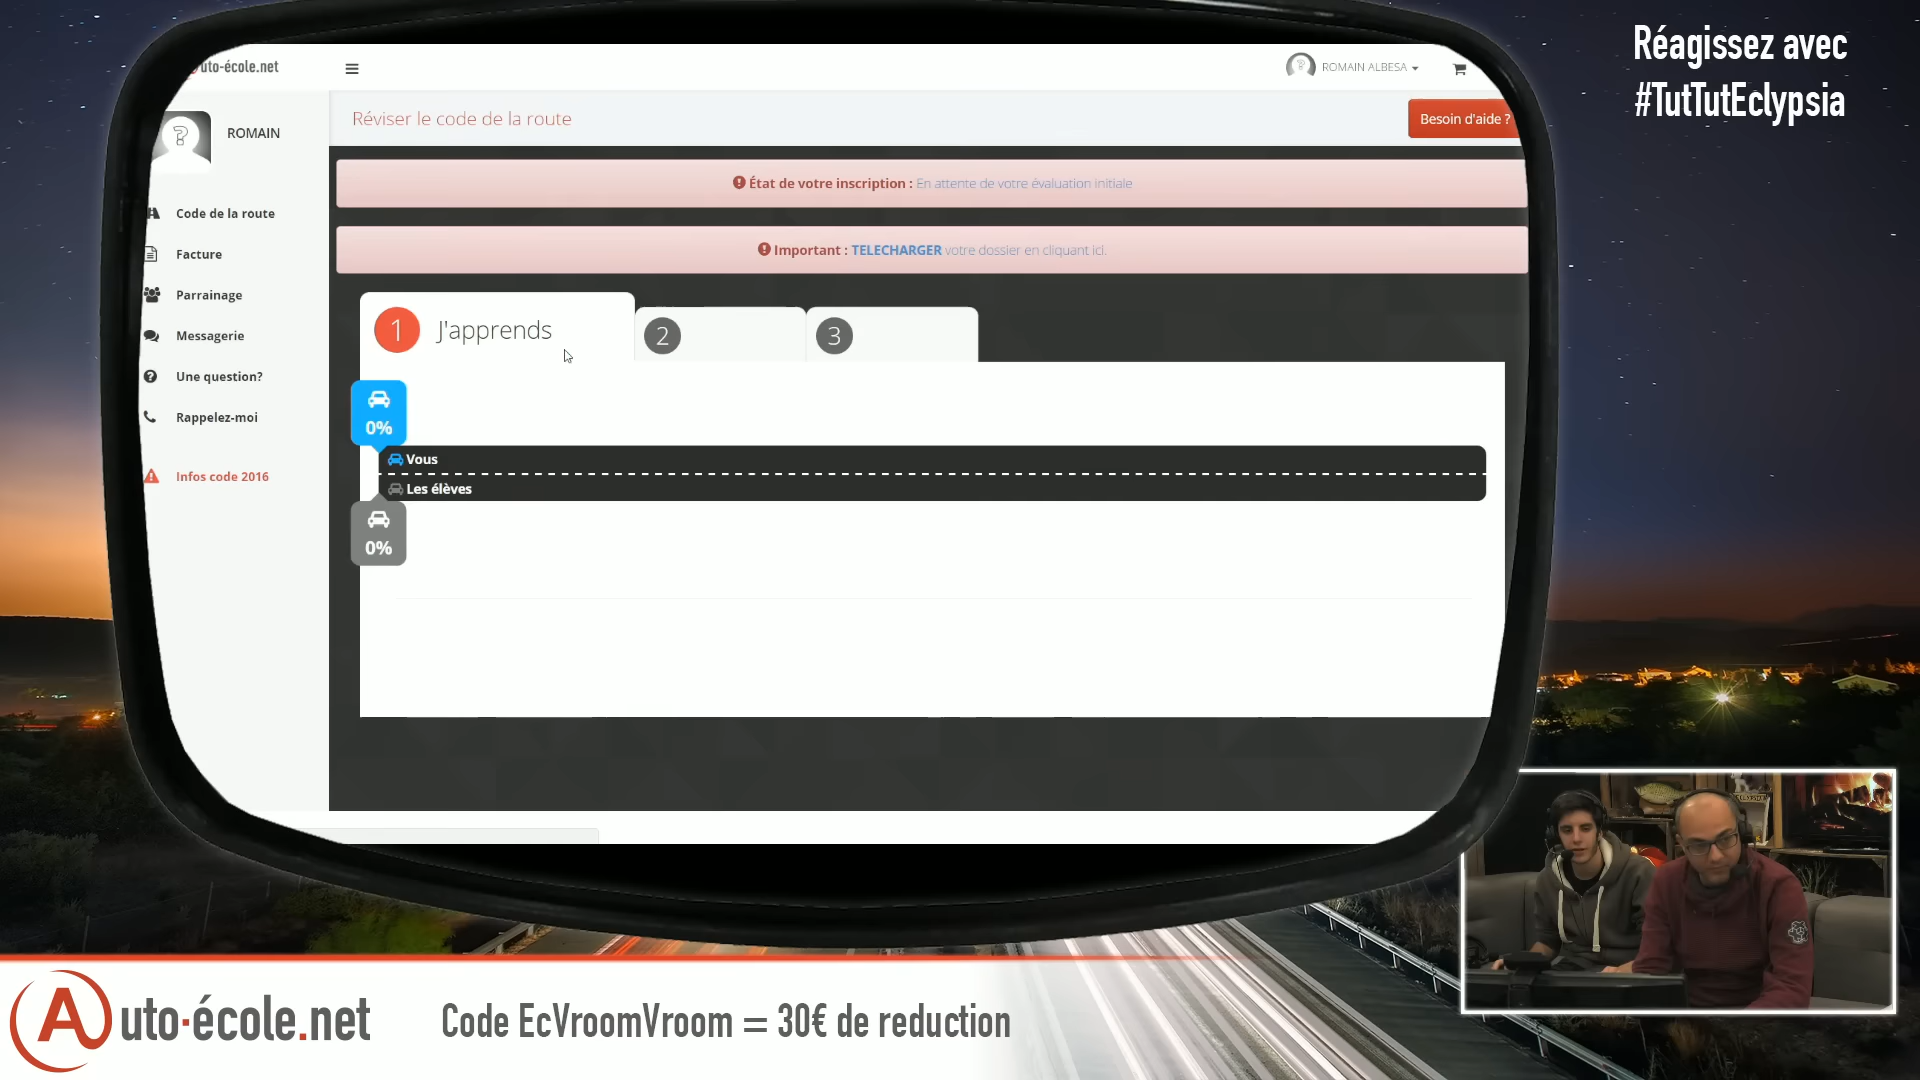 Réagissez avec
#TutTutEclypsia
uto-école.net
ROMAIN ALBESA
ROMAIN
Réviser le code de la route
Besoin d'aide ?
État de votre inscription : En attente de votre évaluation initiale
Important : TELECHARGER votre dossier en cliquant ici.
Code de la route
Facture
Parrainage
Messagerie
Une question?
Rappelez-moi
Infos code 2016
1 J'apprends
2
3
0%
Vous
Les élèves
0%
Auto-école.net
Code EcVroomVroom = 30€ de reduction